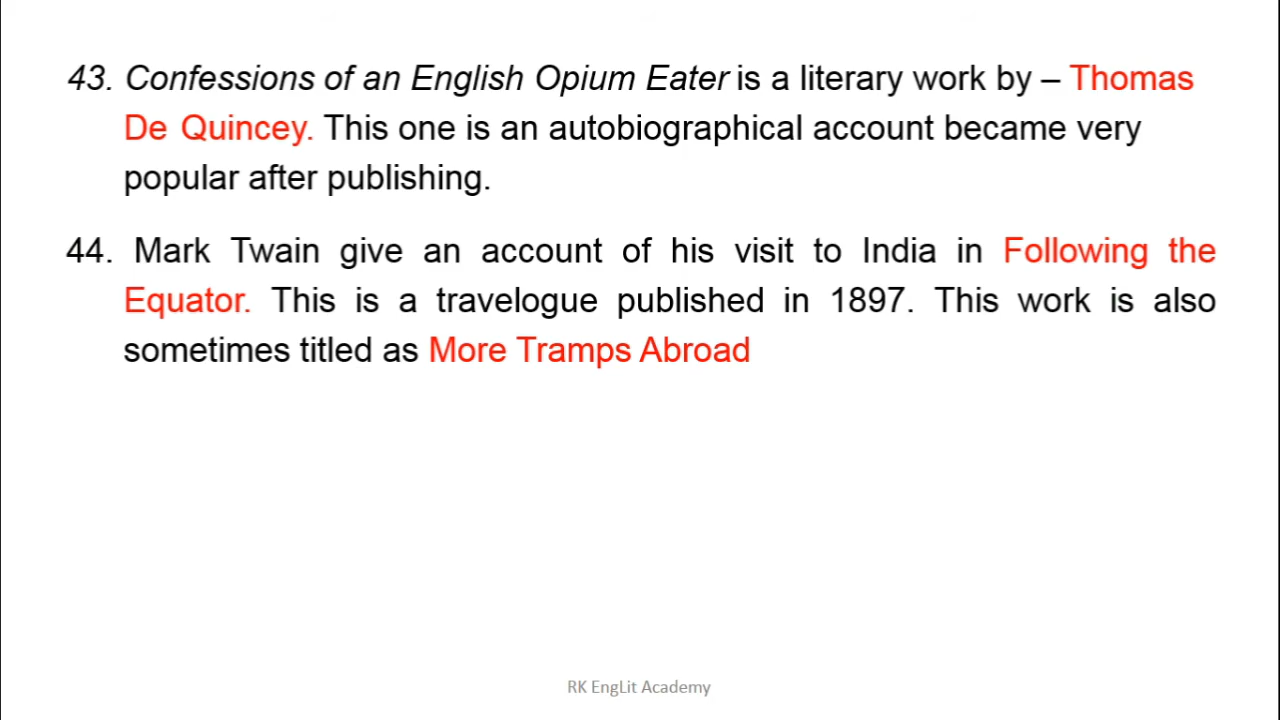 43. Confessions of an English Opium Eater is a literary work by – Thomas
De Quincey. This one is an autobiographical account became very
popular after publishing.
44. Mark Twain give an account of his visit to India in Following the
Equator. This is a travelogue published in 1897. This work is also
sometimes titled as More Tramps Abroad
RK EngLit Academy